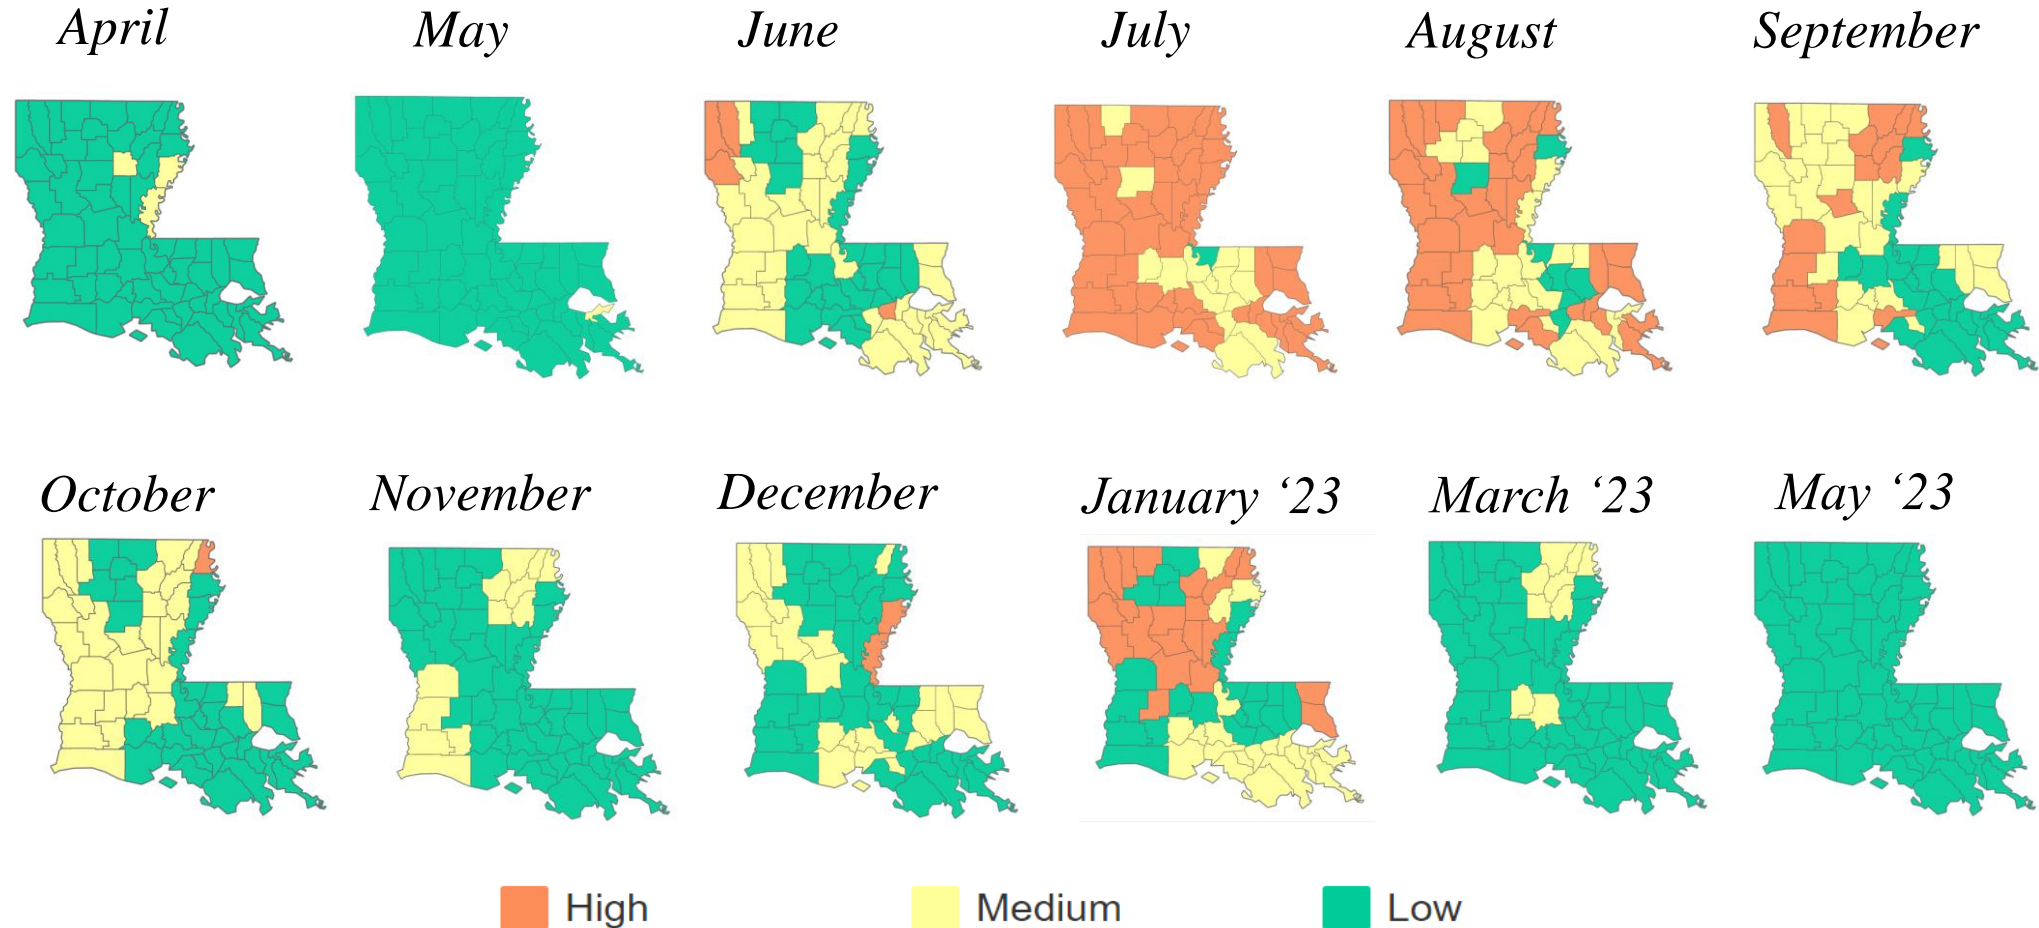 April May June July August September
October November December January ‘23 March ‘23 May ‘23
High Medium Low